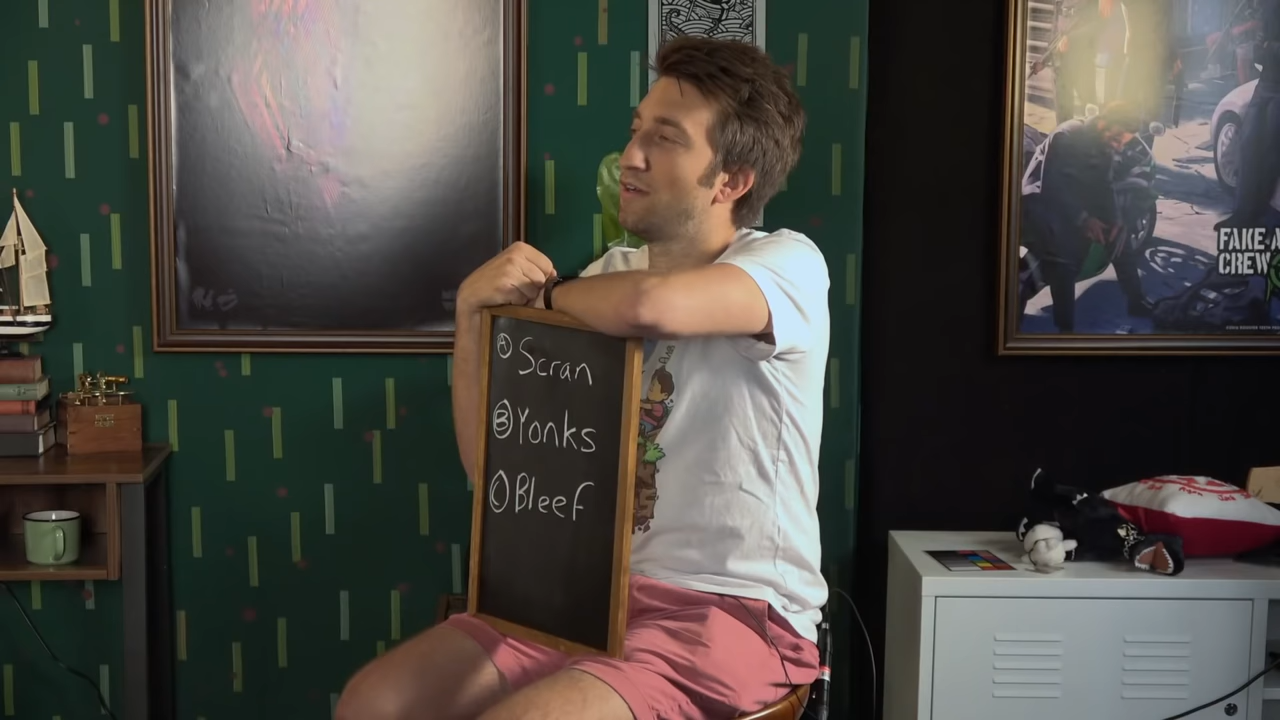 Ⓐ Scran
Ⓑ Yonks
Ⓒ Bleef
FAKE A
CREW